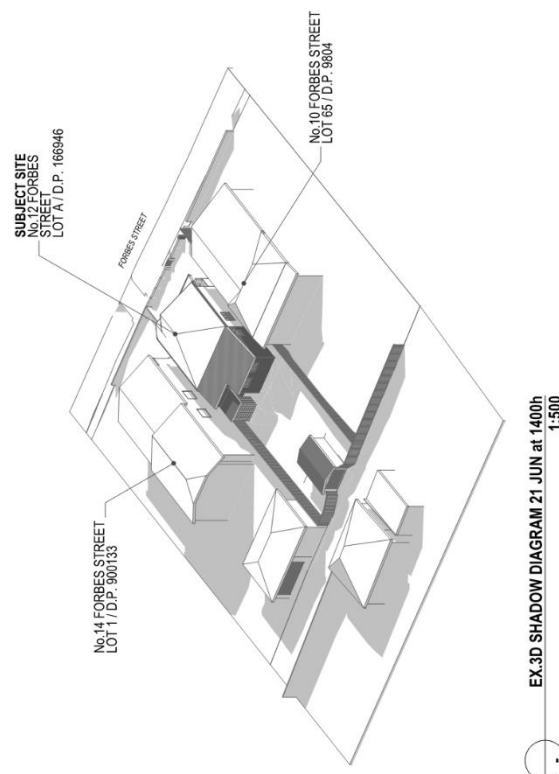 SUBJECT SITE
No.12 FORBES
STREET
LOT A / D.P. 166946
FORBES STREET
No.10 FORBES STREET
LOT 65 / D.P. 9804
No.14 FORBES STREET
LOT 1 / D.P. 900133
EX.3D SHADOW DIAGRAM 21 JUN at 1400h
1:500